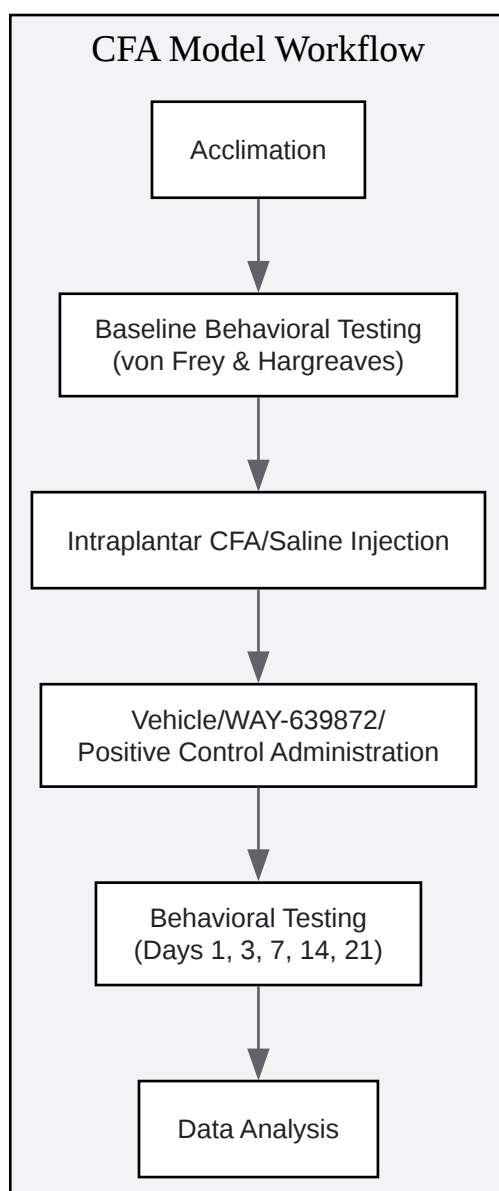 CFA Model Workflow
Acclimation
Baseline Behavioral Testing
(von Frey & Hargreaves)
Intraplantar CFA/Saline Injection
Vehicle/WAY-639872/
Positive Control Administration
Behavioral Testing
(Days 1, 3, 7, 14, 21)
Data Analysis